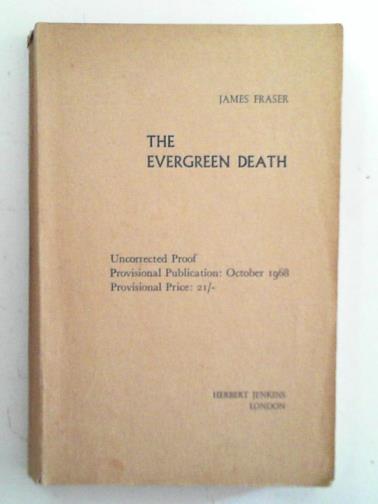 JAMES FRASER
THE
EVERGREEN DEATH
Uncorrected Proof
Provisional Publication: October 1968
Provisional Price: 21/-
HERBERT JENKINS
LONDON